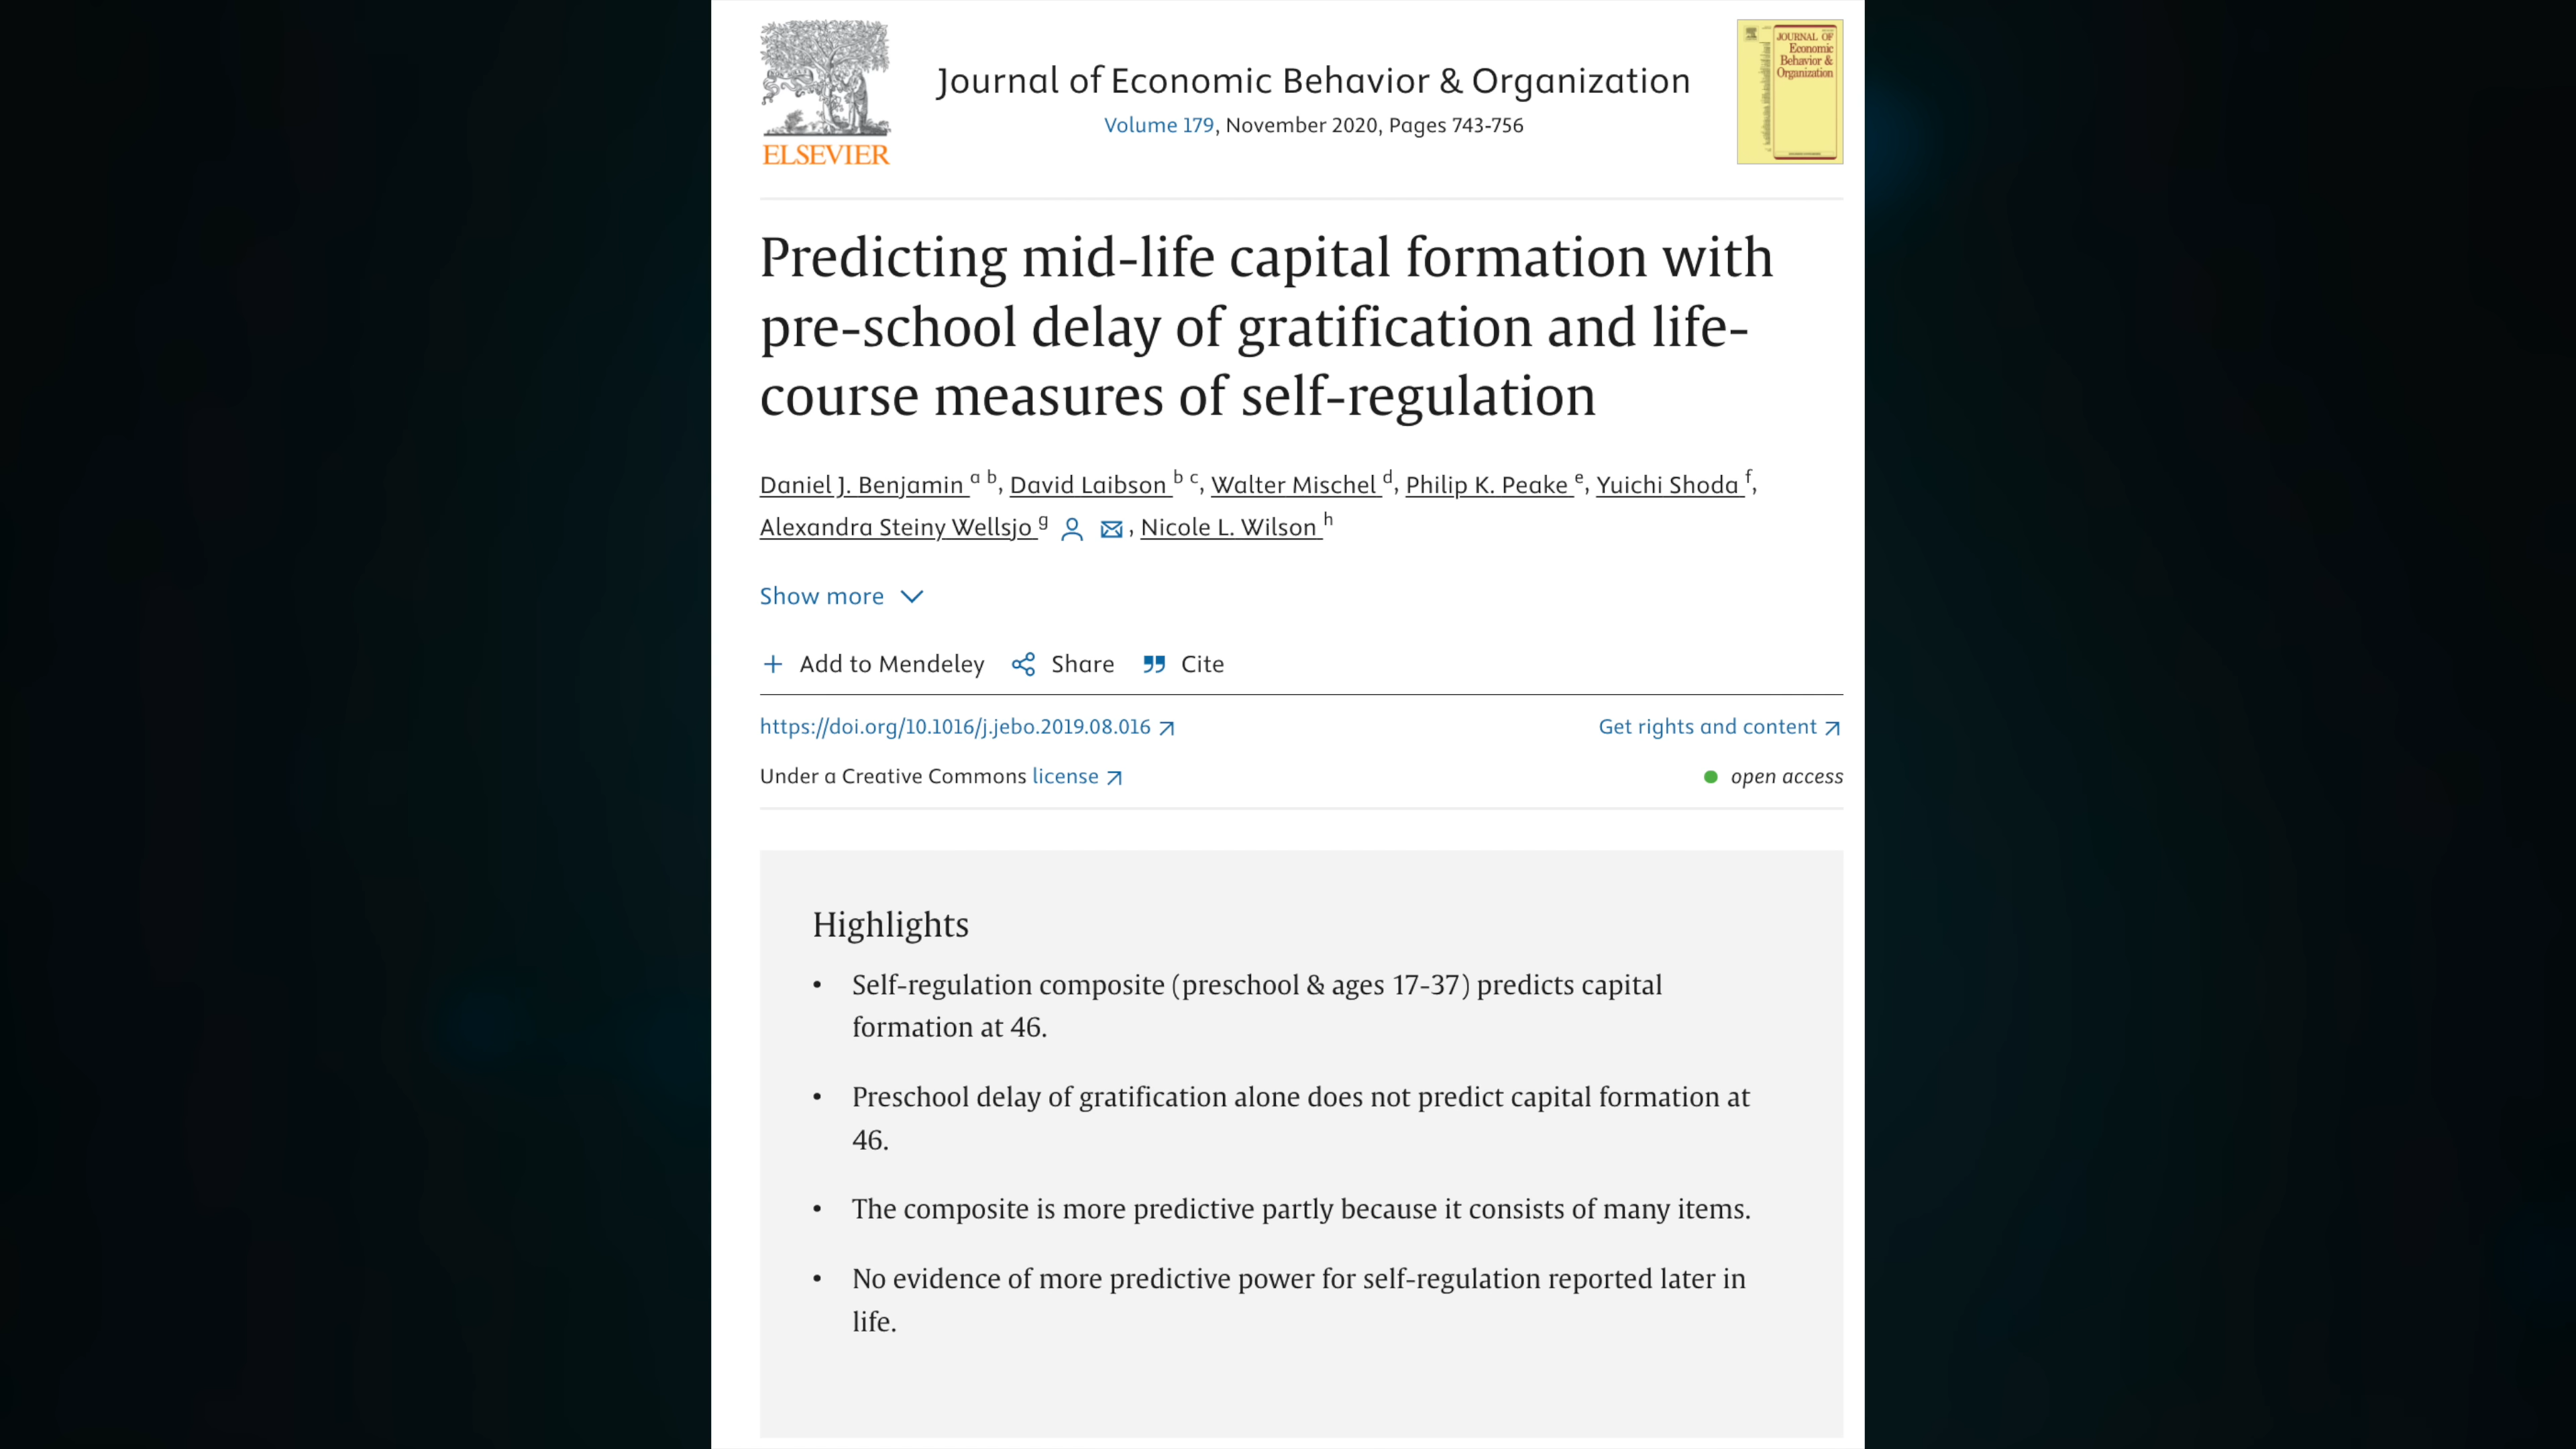 ELSEVIER
Journal of Economic Behavior & Organization
Volume 179, November 2020, Pages 743-756
JOURNAL OF
Economic
Behavior &
Organization
Predicting mid-life capital formation with
pre-school delay of gratification and life-
course measures of self-regulation
Daniel J. Benjamin a b, David Laibson b c, Walter Mischel d, Philip K. Peake e, Yuichi Shoda f,
Alexandra Steiny Wellsjo g, Nicole L. Wilson h
Show more
Add to Mendeley Share Cite
https://doi.org/10.1016/j.jebo.2019.08.016 Get rights and content
Under a Creative Commons license open access
Highlights
• Self-regulation composite (preschool & ages 17-37) predicts capital
formation at 46.
• Preschool delay of gratification alone does not predict capital formation at
46.
• The composite is more predictive partly because it consists of many items.
• No evidence of more predictive power for self-regulation reported later in
life.